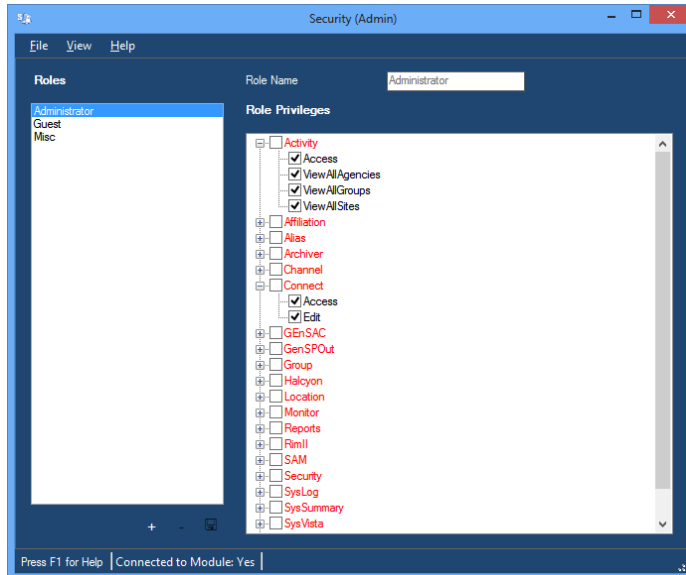 Security (Admin)
File View Help
Roles
Administrator
Guest
Misc
Role Name Administrator
Role Privileges
Activity
Access
ViewAllAgencies
ViewAllGroups
ViewAllSites
Affiliation
Alias
Archiver
Channel
Connect
Access
Edit
GEnSAC
GenSPOut
Group
Halcyon
Location
Monitor
Reports
RimII
SAM
Security
SysLog
SysSummary
SysVista
Press F1 for Help Connected to Module: Yes